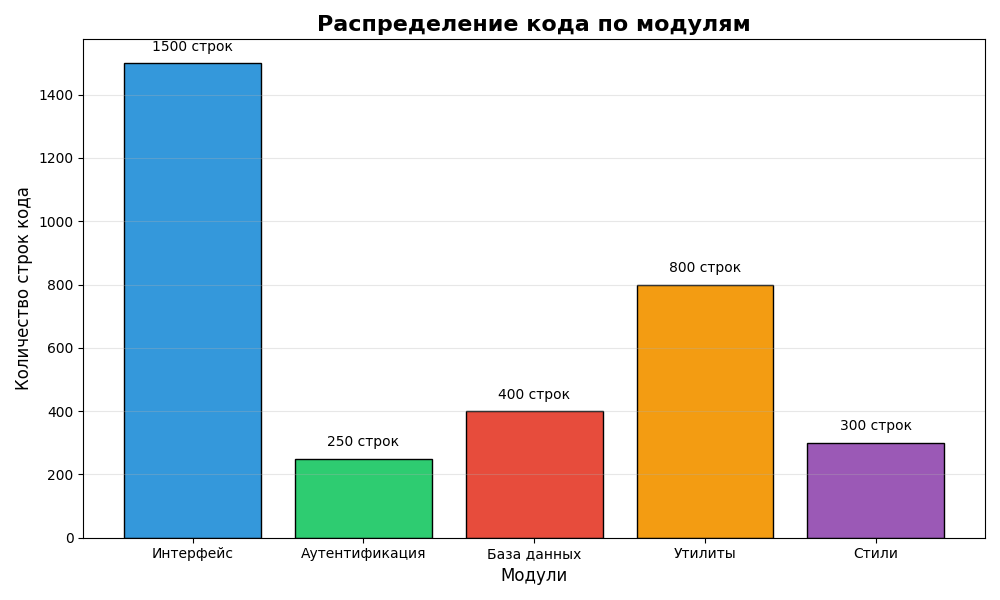 Распределение кода по модулям
1500 строк
1400
1200
1000
800 строк
800
600
400 строк
400
300 строк
250 строк
200
0
Интерфейс Аутентификация База данных Утилиты Стили
Модули
Количество строк кода